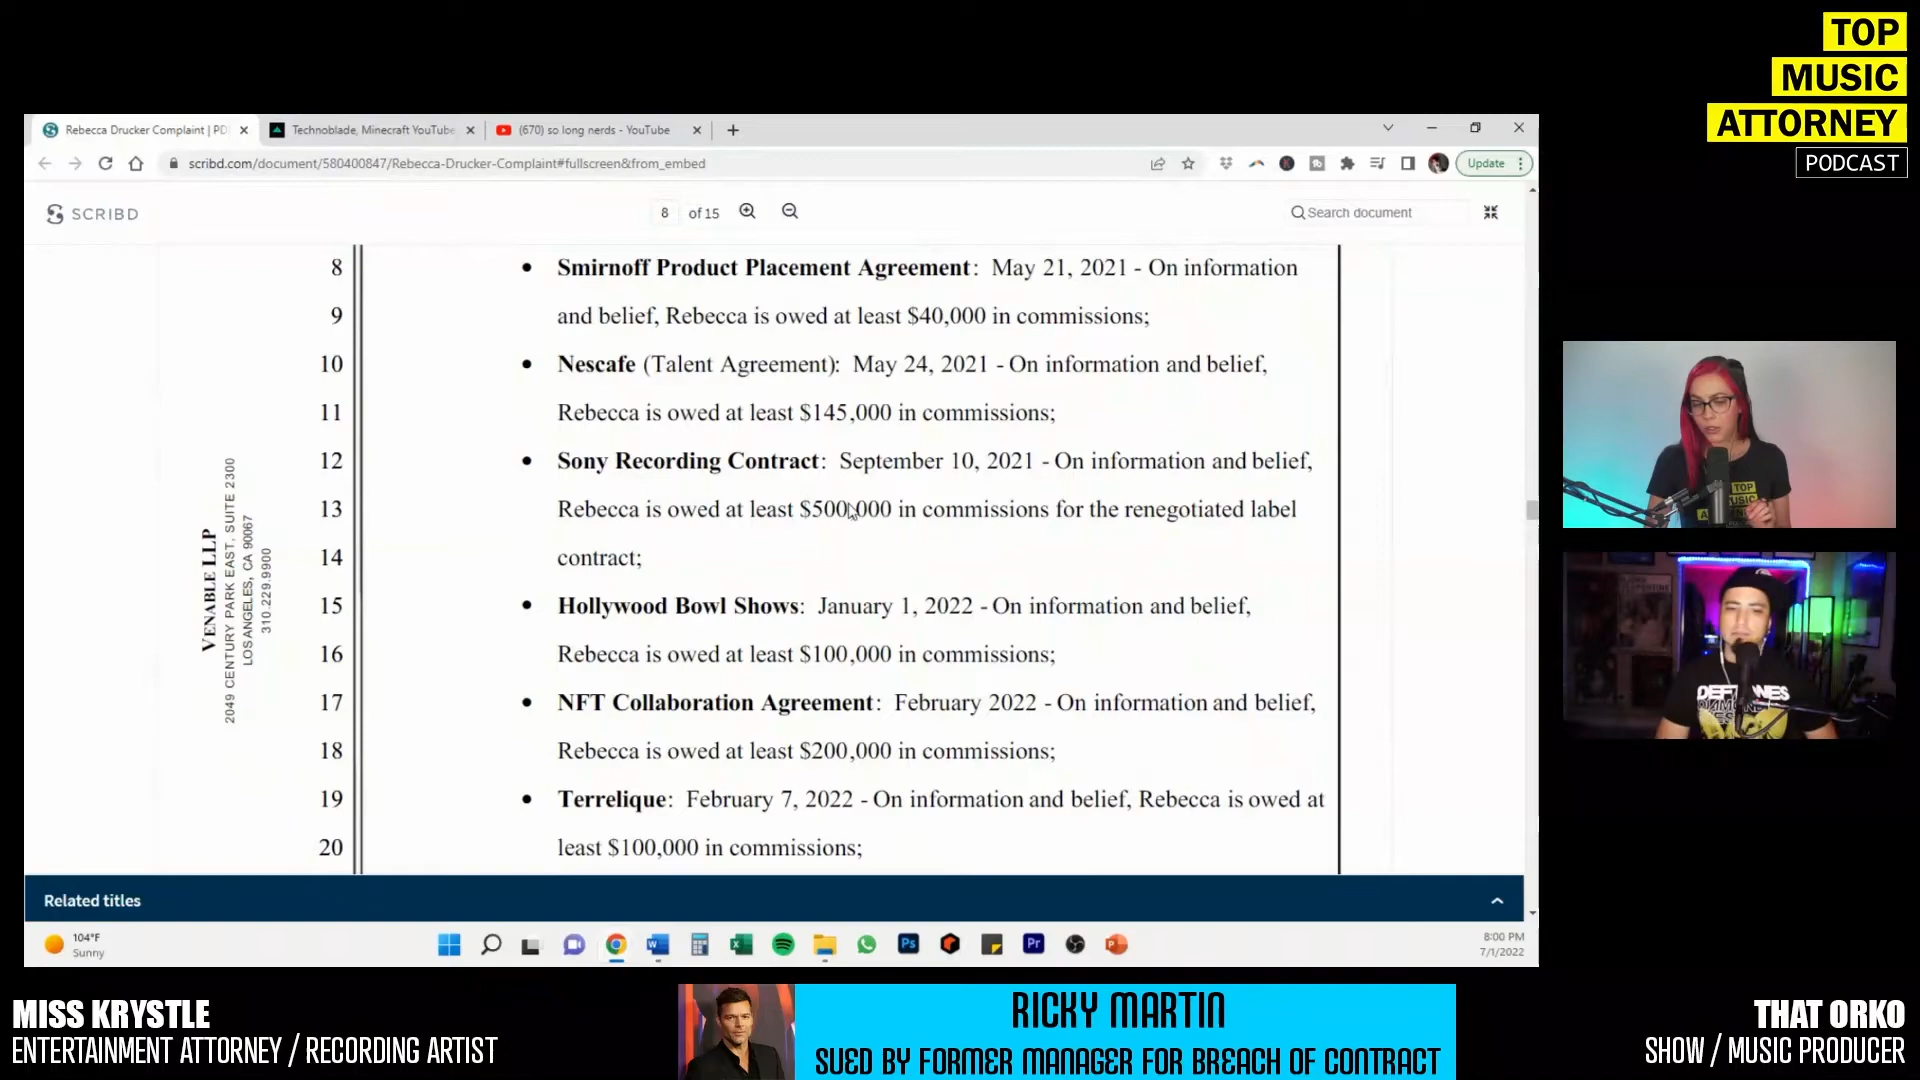 TOP
MUSIC
ATTORNEY
PODCAST
Rebecca Drucker Complaint | PD
Technoblade, Minecraft YouTube
(670) so long nerds - YouTube
scribd.com/document/580400847/Rebecca-Drucker-Complaint#fullscreen&from_embed
Update
SCRIBD
8 of 15
Search document
8 • Smirnoff Product Placement Agreement: May 21, 2021 - On information
9 and belief, Rebecca is owed at least $40,000 in commissions;
10 • Nescafe (Talent Agreement): May 24, 2021 - On information and belief,
11 Rebecca is owed at least $145,000 in commissions;
12 • Sony Recording Contract: September 10, 2021 - On information and belief,
13 Rebecca is owed at least $500,000 in commissions for the renegotiated label
14 contract;
15 • Hollywood Bowl Shows: January 1, 2022 - On information and belief,
16 Rebecca is owed at least $100,000 in commissions;
17 • NFT Collaboration Agreement: February 2022 - On information and belief,
18 Rebecca is owed at least $200,000 in commissions;
19 • Terrelique: February 7, 2022 - On information and belief, Rebecca is owed at
20 least $100,000 in commissions;
VENABLE LLP
2049 CENTURY PARK EAST, SUITE 2300
LOS ANGELES, CA 90067
310.229.9900
Related titles
104°F
Sunny
8:00 PM
7/1/2022
TOP
MUSIC
DEFTONES
MISS KRYSTLE
ENTERTAINMENT ATTORNEY / RECORDING ARTIST
RICKY MARTIN
SUED BY FORMER MANAGER FOR BREACH OF CONTRACT
THAT ORKO
SHOW / MUSIC PRODUCER